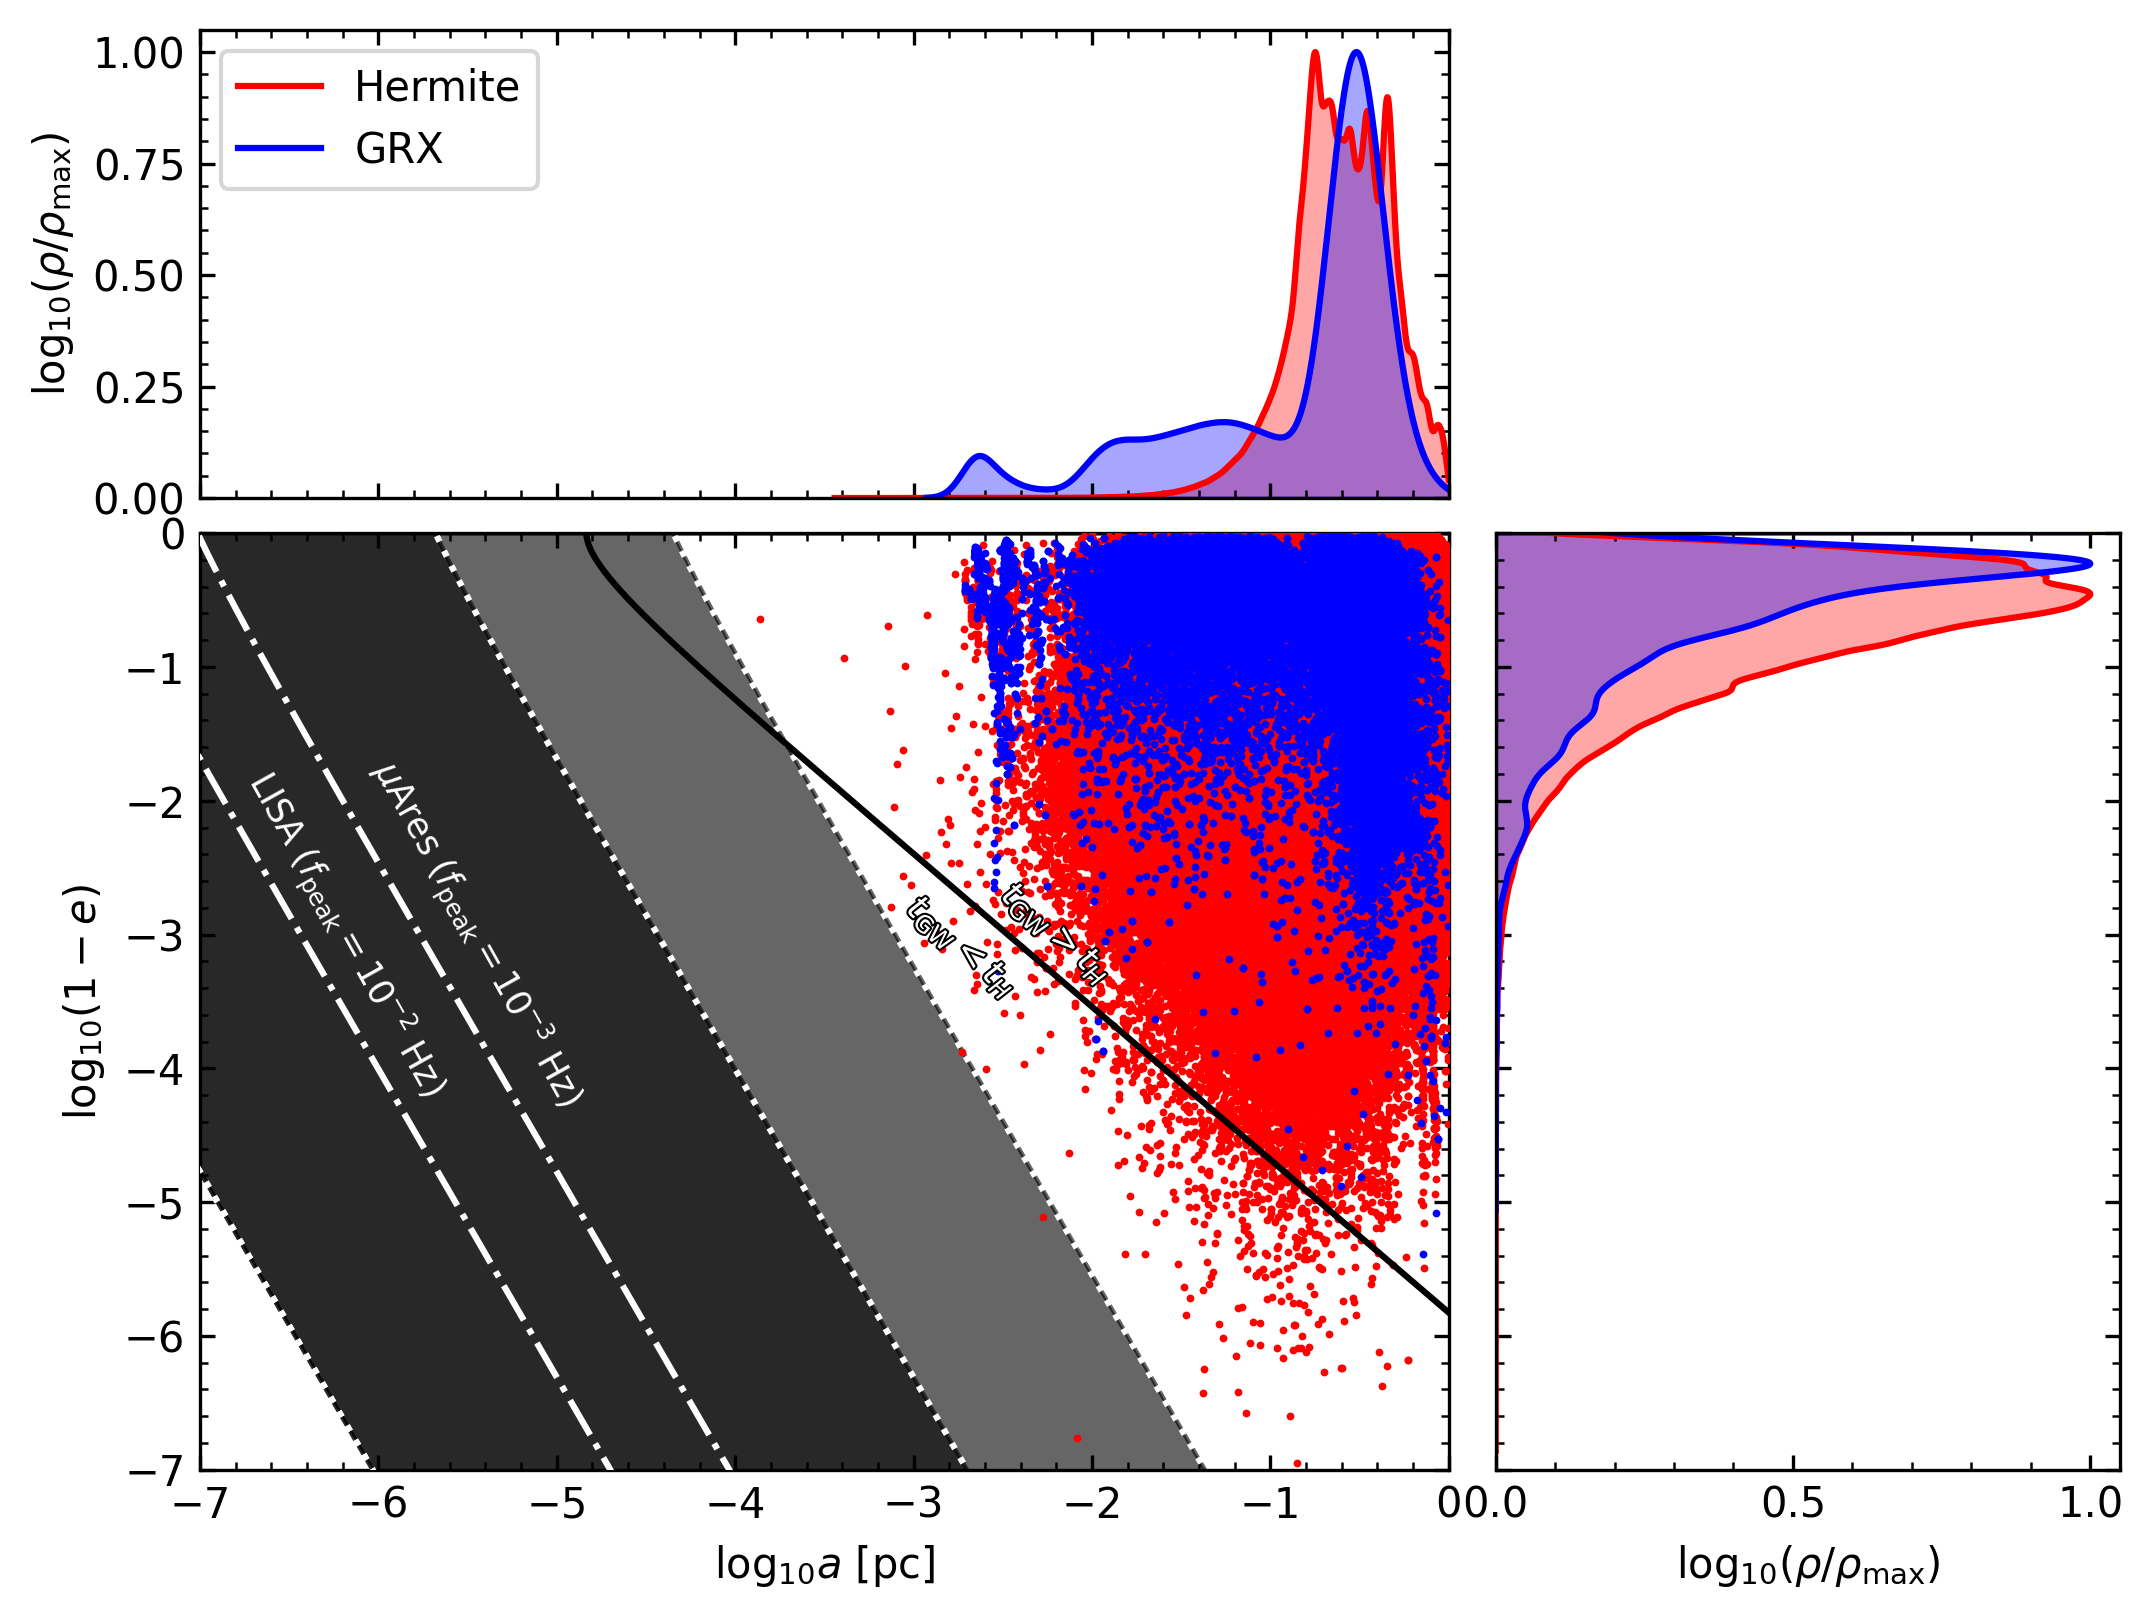 1.00
0.75
0.50
0.25
0.00
log₁₀(ρ/ρmax)
Hermite
GRX
0
−1
−2
−3
−4
−5
−6
−7
log₁₀(1 − e)
LISA (fpeak = 10⁻² Hz)
μAres (fpeak = 10⁻³ Hz)
tGW < tH
tGW > tH
−7 −6 −5 −4 −3 −2 −1 0
log₁₀a [pc]
0.0 0.5 1.0
log₁₀(ρ/ρmax)